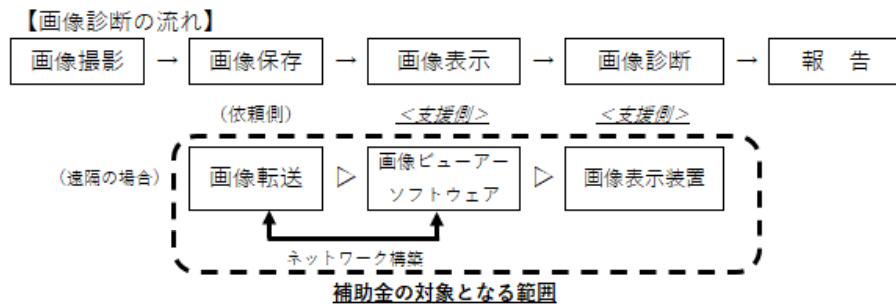 【画像診断の流れ】
画像撮影 → 画像保存 → 画像表示 → 画像診断 → 報　告
(依頼側) <支援側> <支援側>
(遠隔の場合) 画像転送 ▷ 画像ビューアー ▷ 画像表示装置
ソフトウェア
ネットワーク構築
補助金の対象となる範囲